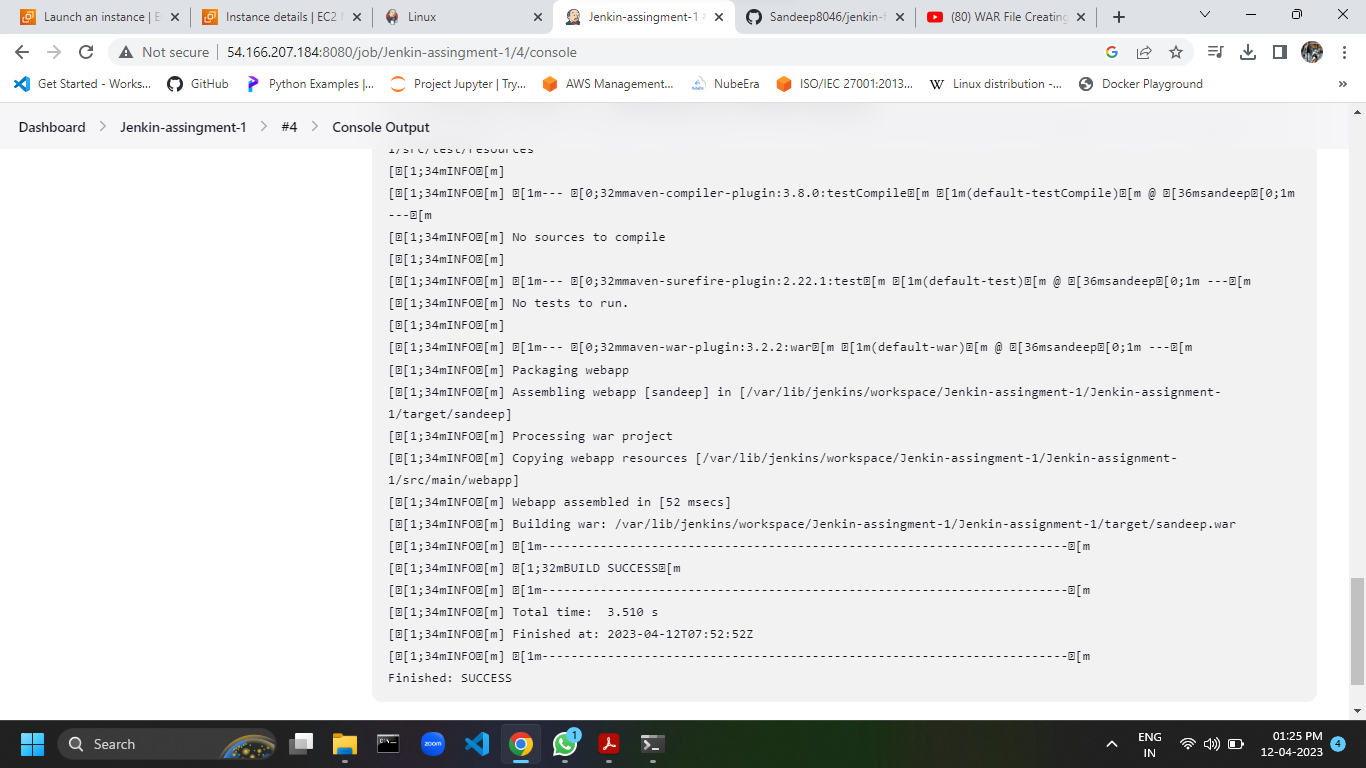 Launch an instance | E
Instance details | EC2 M
Linux
Jenkin-assingment-1 #
Sandeep8046/jenkin-f
(80) WAR File Creating
Not secure
54.166.207.184:8080/job/Jenkin-assingment-1/4/console
Get Started - Works...
GitHub
Python Examples |...
Project Jupyter | Try...
AWS Management...
NubeEra
ISO/IEC 27001:2013...
Linux distribution -...
Docker Playground
»
Dashboard
Jenkin-assingment-1
#4
Console Output
1/src/test/resources
[␛[1;34mINFO␛[m]
[␛[1;34mINFO␛[m] ␛[1m--- ␛[0;32mmaven-compiler-plugin:3.8.0:testCompile␛[m ␛[1m(default-testCompile)␛[m @ ␛[36msandeep␛[0;1m
---␛[m
[␛[1;34mINFO␛[m] No sources to compile
[␛[1;34mINFO␛[m]
[␛[1;34mINFO␛[m] ␛[1m--- ␛[0;32mmaven-surefire-plugin:2.22.1:test␛[m ␛[1m(default-test)␛[m @ ␛[36msandeep␛[0;1m ---␛[m
[␛[1;34mINFO␛[m] No tests to run.
[␛[1;34mINFO␛[m]
[␛[1;34mINFO␛[m] ␛[1m--- ␛[0;32mmaven-war-plugin:3.2.2:war␛[m ␛[1m(default-war)␛[m @ ␛[36msandeep␛[0;1m ---␛[m
[␛[1;34mINFO␛[m] Packaging webapp
[␛[1;34mINFO␛[m] Assembling webapp [sandeep] in [/var/lib/jenkins/workspace/Jenkin-assingment-1/Jenkin-assignment-
1/target/sandeep]
[␛[1;34mINFO␛[m] Processing war project
[␛[1;34mINFO␛[m] Copying webapp resources [/var/lib/jenkins/workspace/Jenkin-assingment-1/Jenkin-assignment-
1/src/main/webapp]
[␛[1;34mINFO␛[m] Webapp assembled in [52 msecs]
[␛[1;34mINFO␛[m] Building war: /var/lib/jenkins/workspace/Jenkin-assingment-1/Jenkin-assignment-1/target/sandeep.war
[␛[1;34mINFO␛[m] ␛[1m------------------------------------------------------------------------␛[m
[␛[1;34mINFO␛[m] ␛[1;32mBUILD SUCCESS␛[m
[␛[1;34mINFO␛[m] ␛[1m------------------------------------------------------------------------␛[m
[␛[1;34mINFO␛[m] Total time:  3.510 s
[␛[1;34mINFO␛[m] Finished at: 2023-04-12T07:52:52Z
[␛[1;34mINFO␛[m] ␛[1m------------------------------------------------------------------------␛[m
Finished: SUCCESS
Search
zoom
1
ENG
IN
01:25 PM
12-04-2023
4